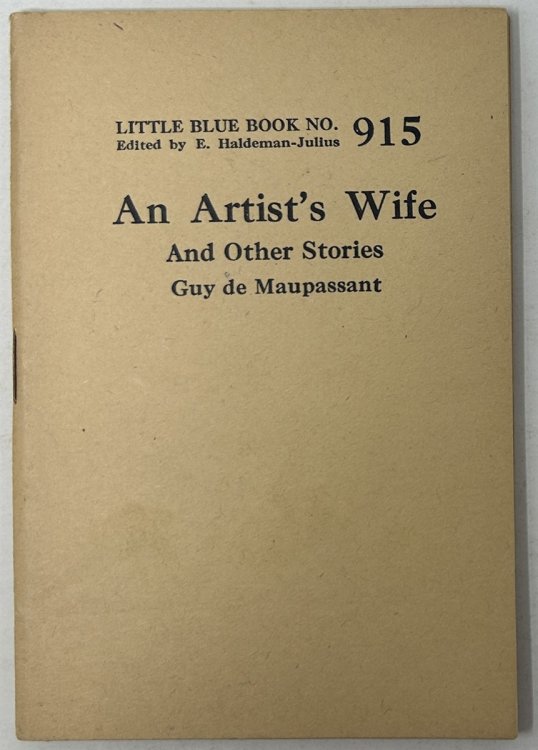 LITTLE BLUE BOOK NO. 915
Edited by E. Haldeman-Julius
An Artist's Wife
And Other Stories
Guy de Maupassant